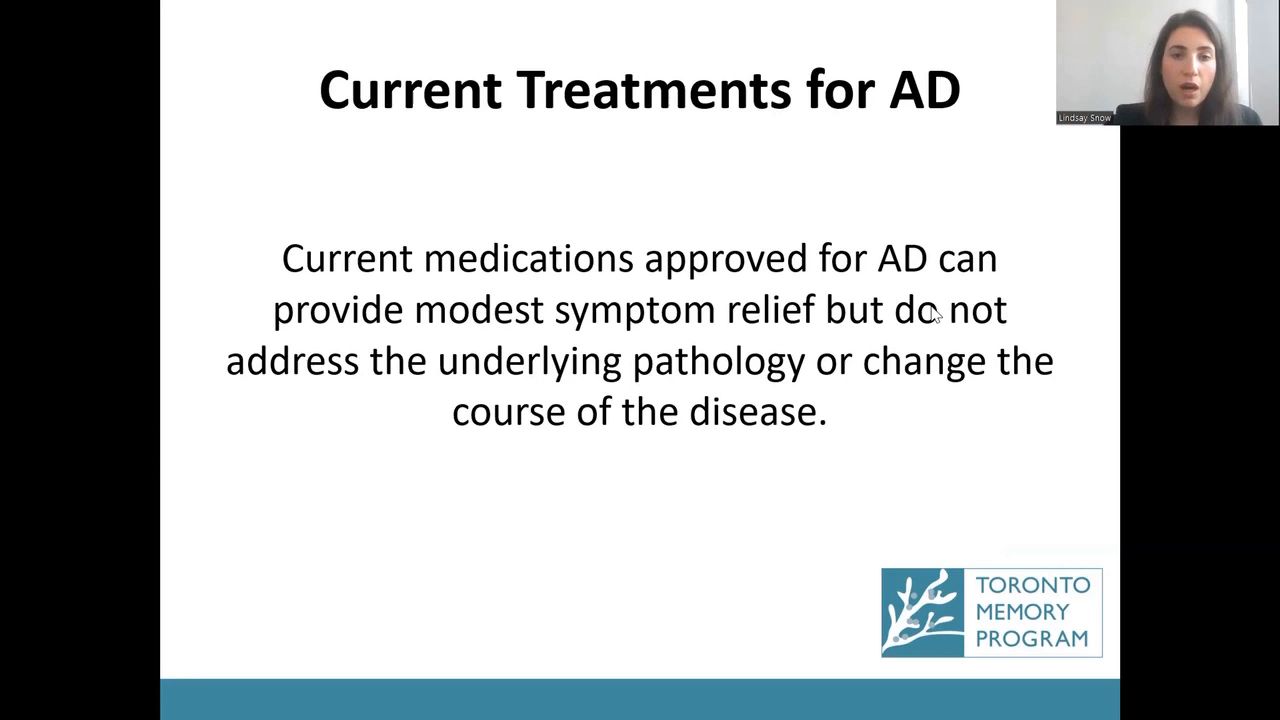 Current Treatments for AD
Lindsay Snow
Current medications approved for AD can
provide modest symptom relief but do not
address the underlying pathology or change the
course of the disease.
TORONTO
MEMORY
PROGRAM